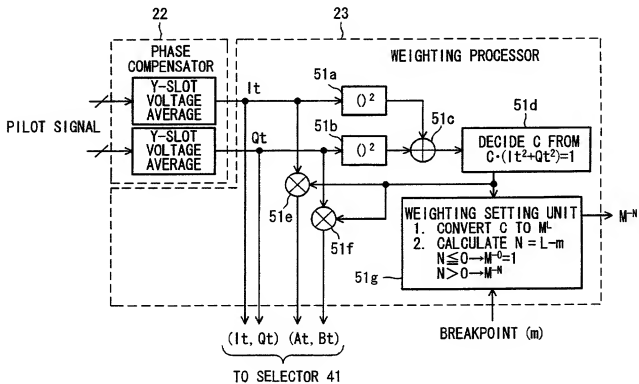 22
23
PHASE
COMPENSATOR
WEIGHTING PROCESSOR
Y-SLOT
VOLTAGE
AVERAGE
It
51a
( )²
51d
PILOT SIGNAL
Y-SLOT
VOLTAGE
AVERAGE
Qt
51b
( )²
51c
DECIDE C FROM
C·(It²+Qt²)=1
51e
51f
WEIGHTING SETTING UNIT
1. CONVERT C TO Mᴸ
2. CALCULATE N = L-m
N≦0→M⁻⁰=1
N>0→M⁻ᴺ
M⁻ᴺ
51g
BREAKPOINT (m)
(It, Qt) (At, Bt)
TO SELECTOR 41